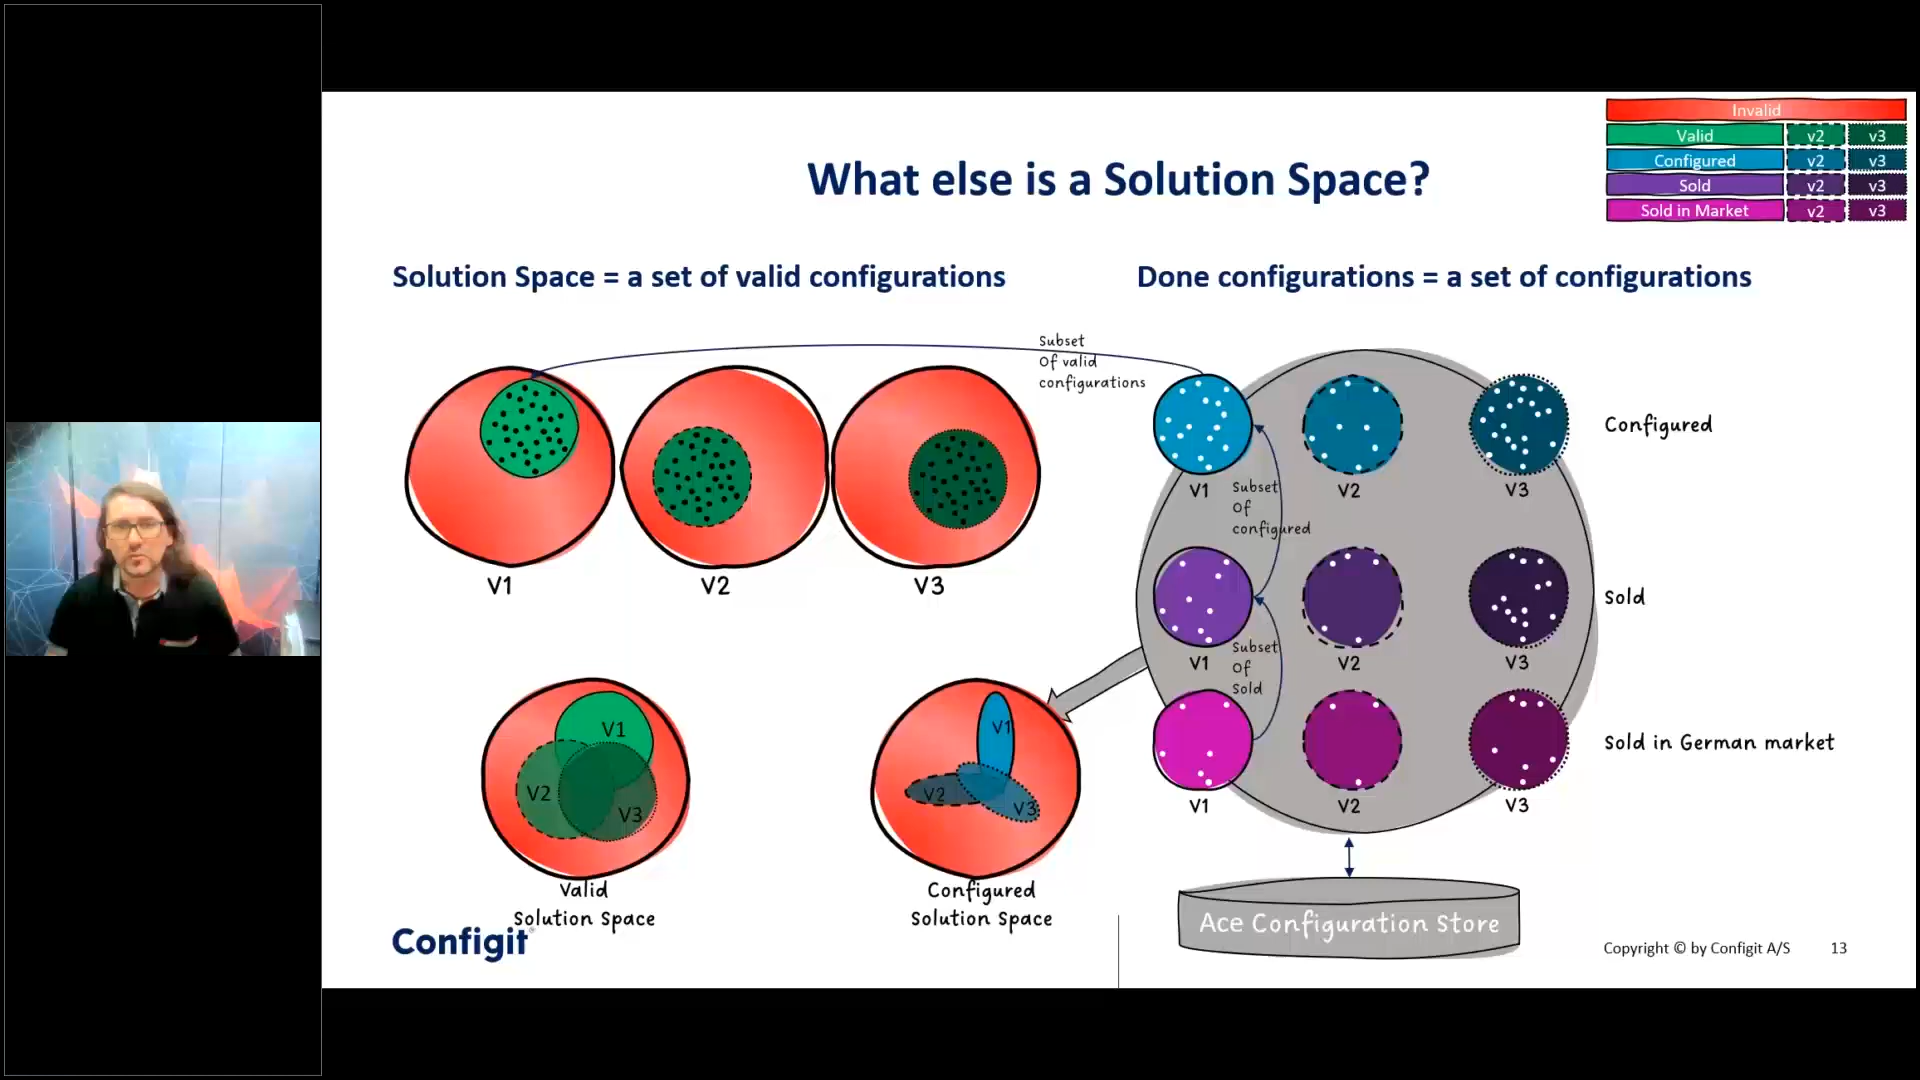 Invalid
Valid v2 v3
Configured v2 v3
Sold v2 v3
Sold in Market v2 v3
What else is a Solution Space?
Solution Space = a set of valid configurations
Done configurations = a set of configurations
Subset
Of valid
configurations
V1
V2
V3
Configured
V1
V2
V3
Subset
Of
configured
Sold
V1
V2
V3
Subset
Of
Sold
Sold in German market
V1
V2
V3
V1
V2
V3
Valid
Solution Space
V1
V2
V3
Configured
Solution Space
Ace Configuration Store
Configit
Copyright © by Configit A/S 13